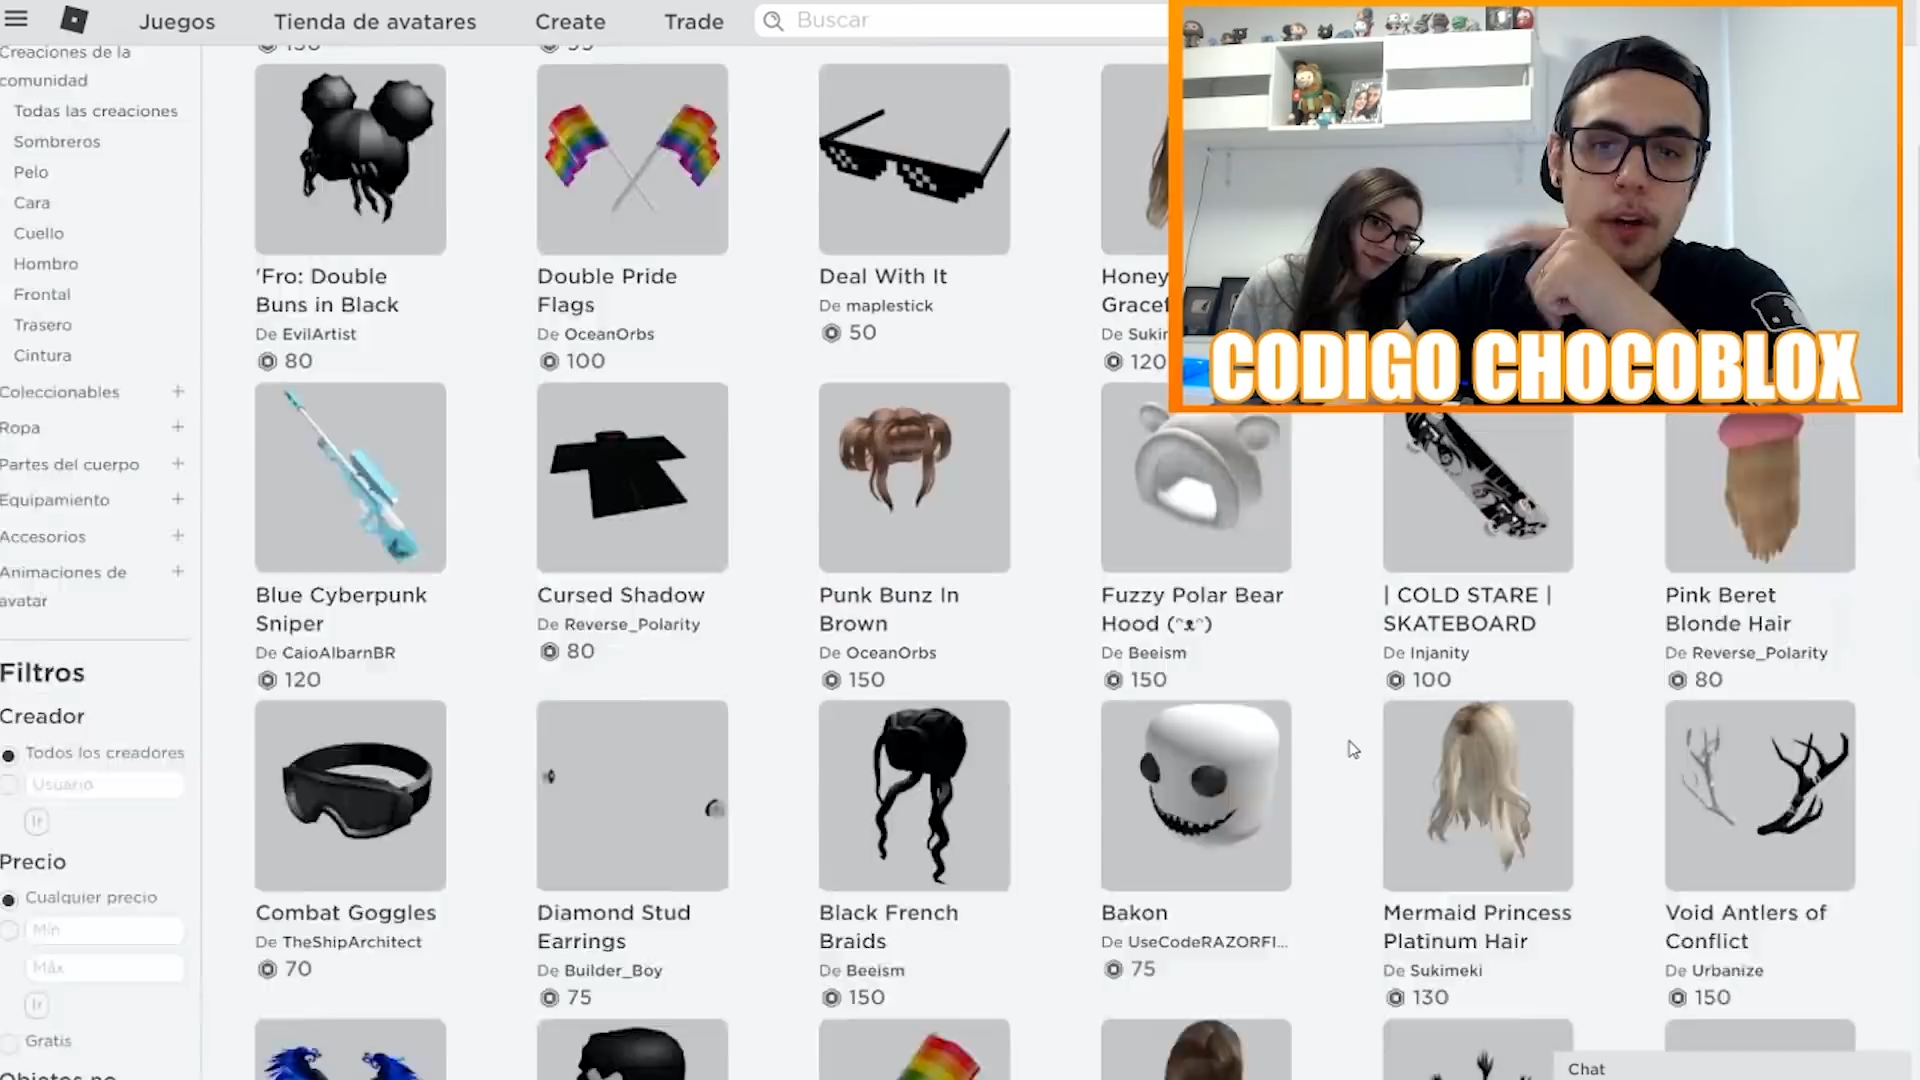 Juegos
Tienda de avatares
Create
Trade
Buscar
Creaciones de la
comunidad
Todas las creaciones
Sombreros
Pelo
Cara
Cuello
Hombro
Frontal
Trasero
Cintura
Coleccionables +
Ropa +
Partes del cuerpo +
Equipamiento +
Accesorios +
Animaciones de +
avatar
Filtros
Creador
Todos los creadores
Usuario
Ir
Precio
Cualquier precio
Mín
Máx
Ir
Gratis
'Fro: Double
Buns in Black
De EvilArtist
80
Double Pride
Flags
De OceanOrbs
100
Deal With It
De maplestick
50
Honey
De Sukim
120
CODIGO CHOCOBLOX
Blue Cyberpunk
Sniper
De CaioAlbarnBR
120
Cursed Shadow
De Reverse_Polarity
80
Punk Bunz In
Brown
De OceanOrbs
150
Fuzzy Polar Bear
Hood (ᵔᴥᵔ)
De Beeism
150
| COLD STARE |
SKATEBOARD
De Injanity
100
Pink Beret
Blonde Hair
De Reverse_Polarity
80
Combat Goggles
De TheShipArchitect
70
Diamond Stud
Earrings
De Builder_Boy
75
Black French
Braids
De Beeism
150
Bakon
De UseCodeRAZORFI...
75
Mermaid Princess
Platinum Hair
De Sukimeki
130
Void Antlers of
Conflict
De Urbanize
150
Chat